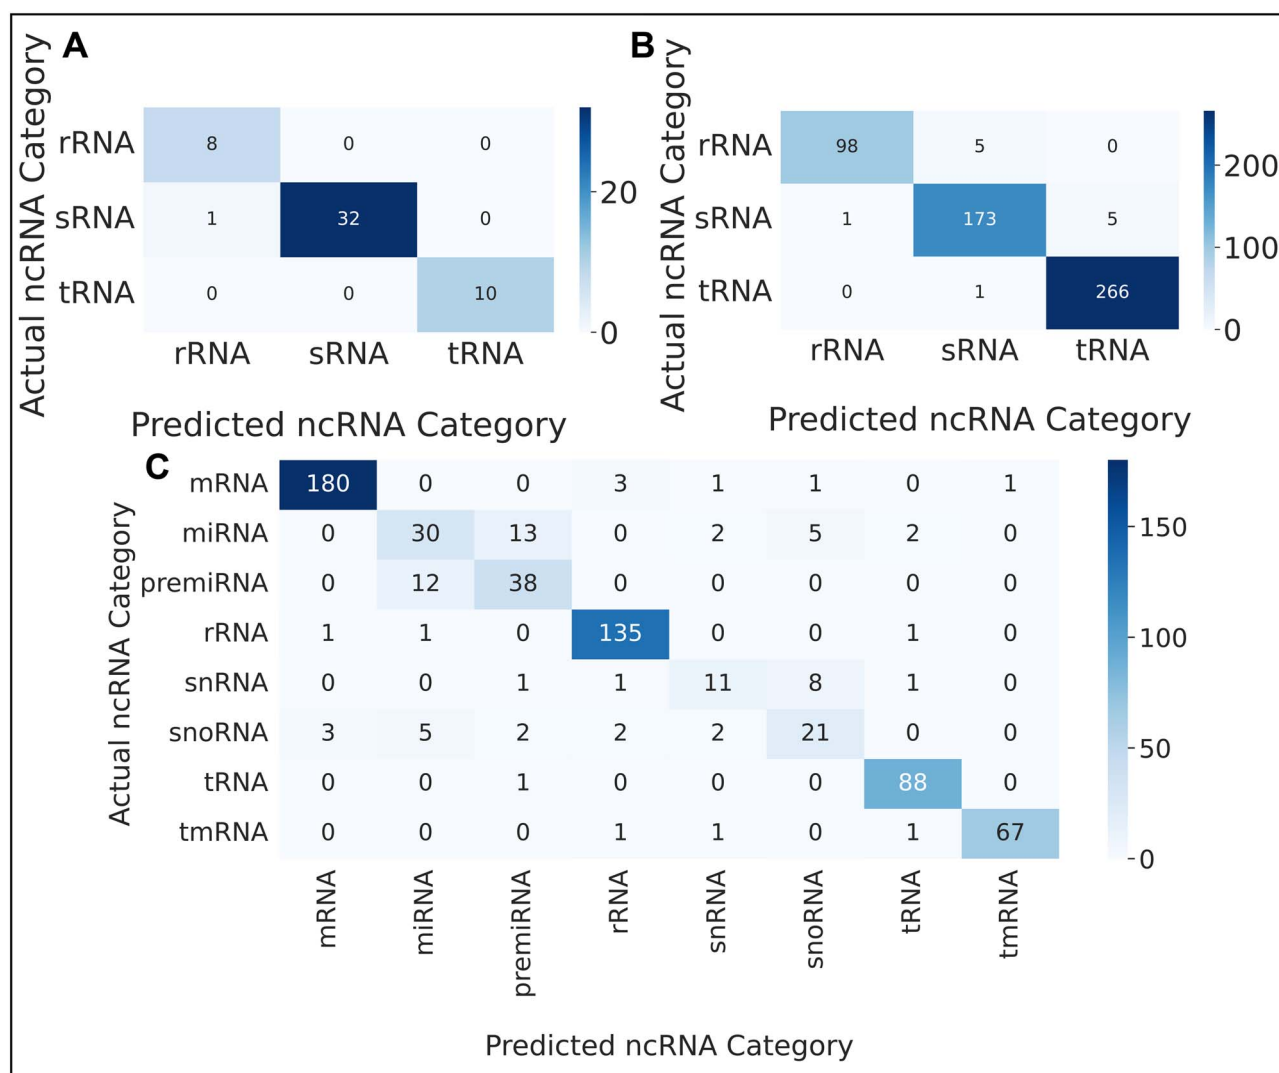 A
Actual ncRNA Category
rRNA 8 0 0
sRNA 1 32 0
tRNA 0 0 10
rRNA sRNA tRNA
Predicted ncRNA Category
20
0
B
Actual ncRNA Category
rRNA 98 5 0
sRNA 1 173 5
tRNA 0 1 266
rRNA sRNA tRNA
Predicted ncRNA Category
200
100
0
C
Actual ncRNA Category
mRNA 180 0 0 3 1 1 0 1
miRNA 0 30 13 0 2 5 2 0
premiRNA 0 12 38 0 0 0 0 0
rRNA 1 1 0 135 0 0 1 0
snRNA 0 0 1 1 11 8 1 0
snoRNA 3 5 2 2 2 21 0 0
tRNA 0 0 1 0 0 0 88 0
tmRNA 0 0 0 1 1 0 1 67
mRNA miRNA premiRNA rRNA snRNA snoRNA tRNA tmRNA
Predicted ncRNA Category
150
100
50
0